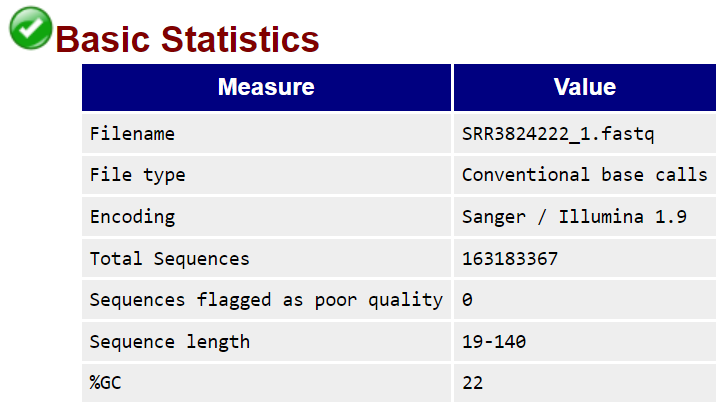 Basic Statistics
Measure Value
Filename SRR3824222_1.fastq
File type Conventional base calls
Encoding Sanger / Illumina 1.9
Total Sequences 163183367
Sequences flagged as poor quality 0
Sequence length 19-140
%GC 22